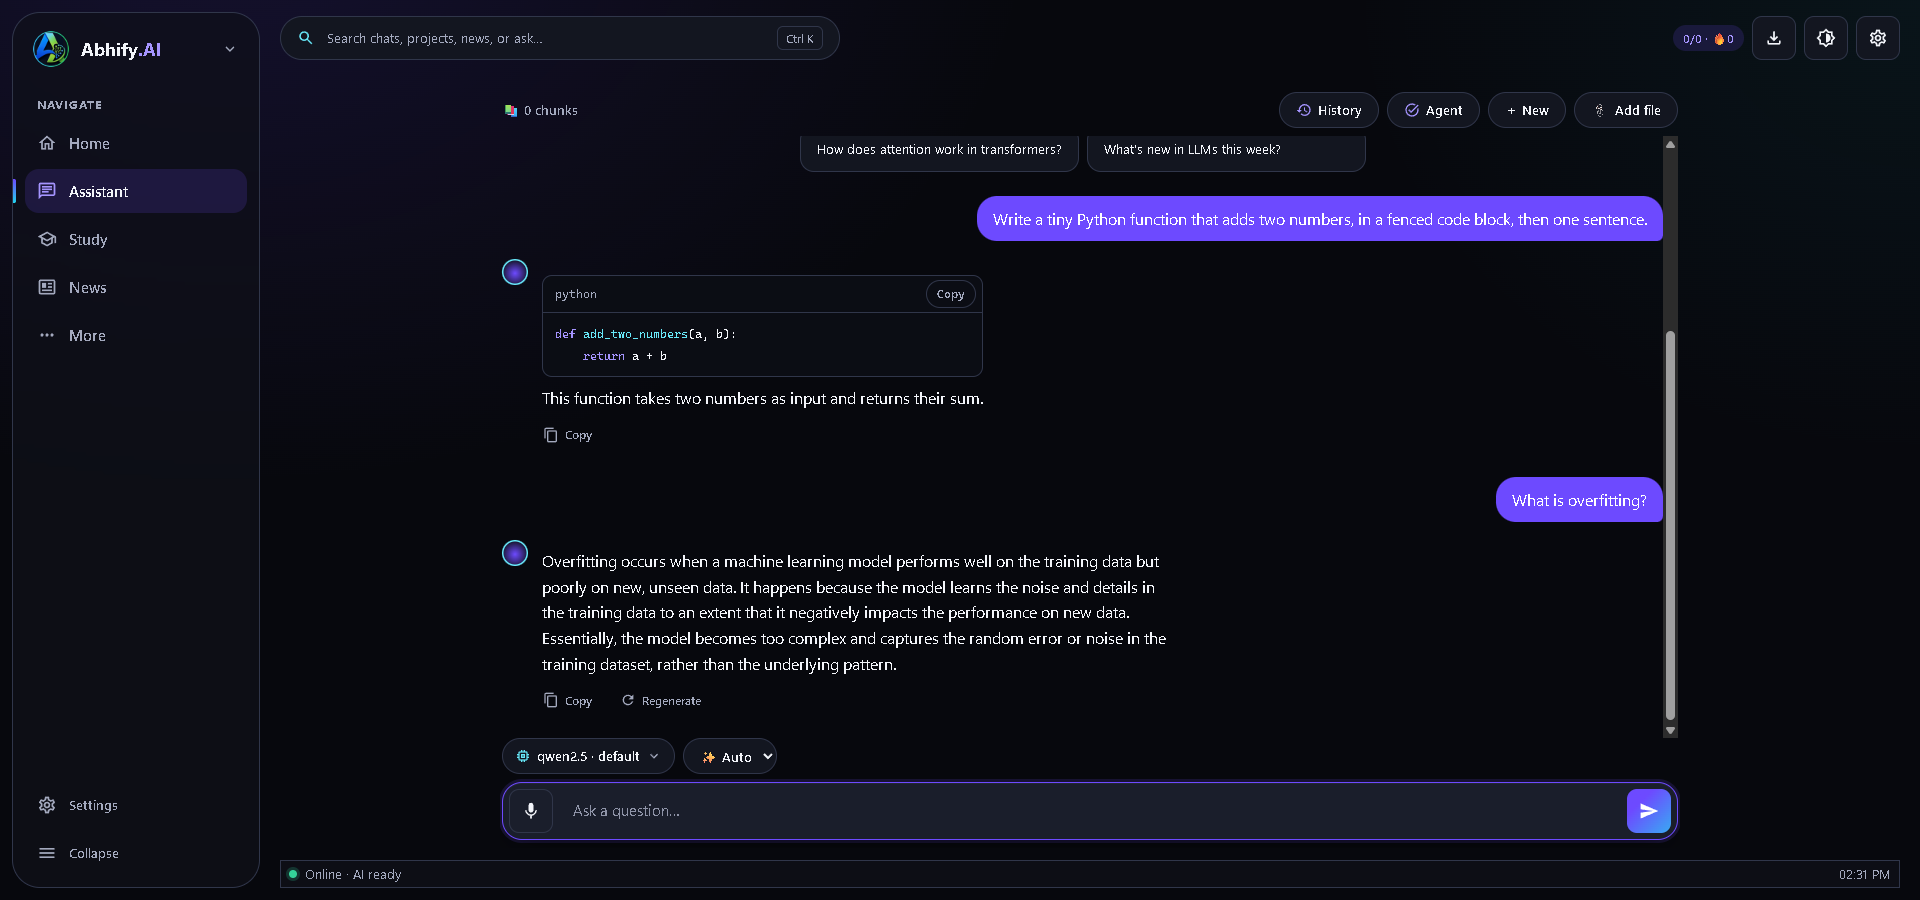 Abhify.AI
Search chats, projects, news, or ask...
Ctrl K
0/0 · 🔥 0
NAVIGATE
Home
Assistant
Study
News
More
Settings
Collapse
0 chunks
History
Agent
+ New
Add file
How does attention work in transformers?
What's new in LLMs this week?
Write a tiny Python function that adds two numbers, in a fenced code block, then one sentence.
python
Copy
def add_two_numbers(a, b):
    return a + b
This function takes two numbers as input and returns their sum.
Copy
What is overfitting?
Overfitting occurs when a machine learning model performs well on the training data but
poorly on new, unseen data. It happens because the model learns the noise and details in
the training data to an extent that it negatively impacts the performance on new data.
Essentially, the model becomes too complex and captures the random error or noise in the
training dataset, rather than the underlying pattern.
Copy
Regenerate
qwen2.5 · default
✨ Auto
Ask a question...
Online · AI ready
02:31 PM